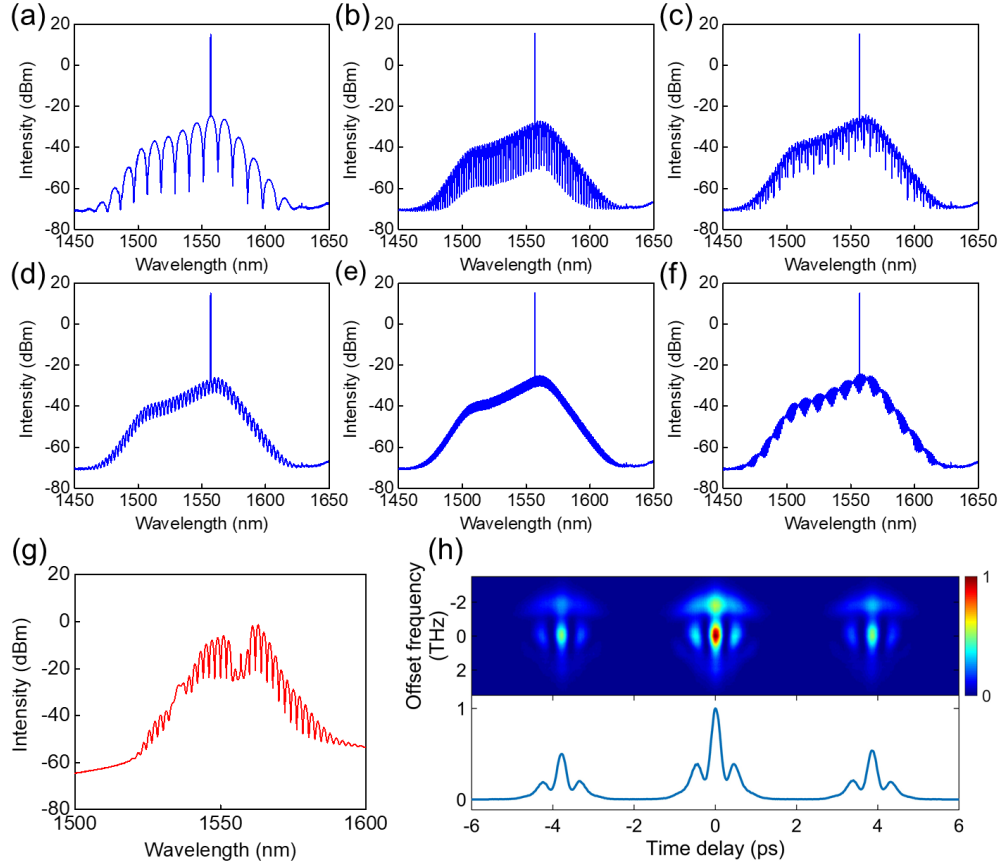 (a) (b) (c)
20 20 20
0 0 0
-20 -20 -20
-40 -40 -40
-60 -60 -60
-80 -80 -80
Intensity (dBm) Intensity (dBm) Intensity (dBm)
1450 1500 1550 1600 1650 1450 1500 1550 1600 1650 1450 1500 1550 1600 1650
Wavelength (nm) Wavelength (nm) Wavelength (nm)
(d) (e) (f)
20 20 20
0 0 0
-20 -20 -20
-40 -40 -40
-60 -60 -60
-80 -80 -80
Intensity (dBm) Intensity (dBm) Intensity (dBm)
1450 1500 1550 1600 1650 1450 1500 1550 1600 1650 1450 1500 1550 1600 1650
Wavelength (nm) Wavelength (nm) Wavelength (nm)
(g)
20
0
-20
-40
-60
-80
Intensity (dBm)
1500 1550 1600
Wavelength (nm)
(h)
Offset frequency
(THz)
-2
0
2
1
0.5
0
1
0
-6 -4 -2 0 2 4 6
Time delay (ps)